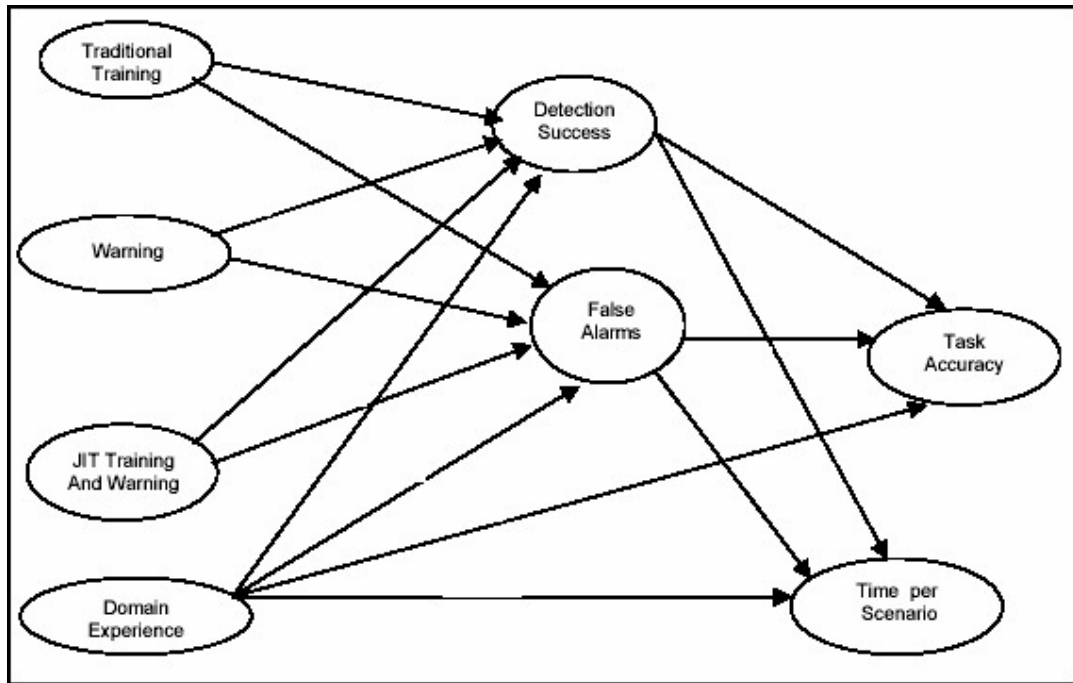 Traditional
Training
Detection
Success
Warning
False
Alarms
Task
Accuracy
JIT Training
And Warning
Domain
Experience
Time per
Scenario